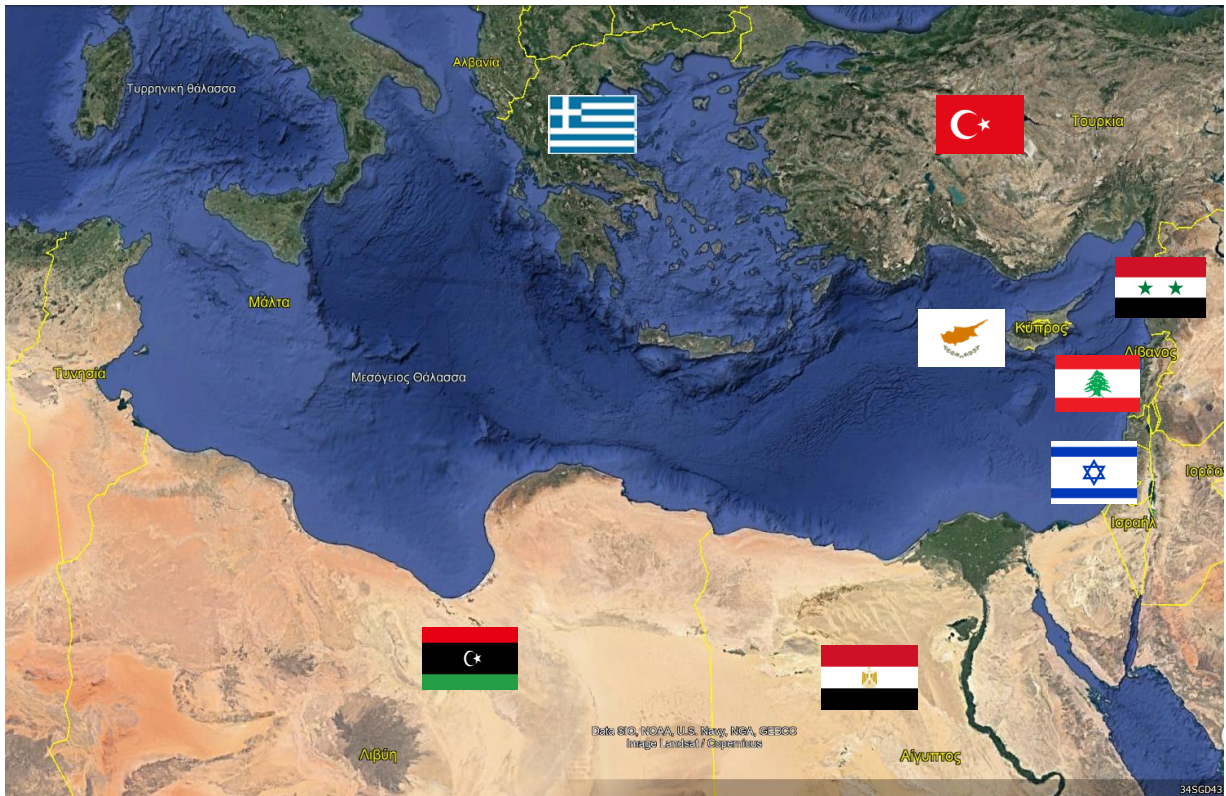 Αλβανία
Τυρρηνική θάλασσα
Τουρκία
Μάλτα
Κύπρος
Λίβανος
Τυνησία
Μεσόγειος Θάλασσα
Ιορδαν
Ισραήλ
Data SIO, NOAA, U.S. Navy, NGA, GEBCO
Image Landsat / Copernicus
Λιβύη
Αίγυπτος
34SGD43